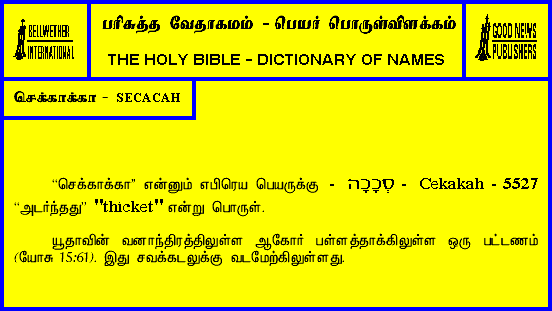 BELLWETHER
INTERNATIONAL
பரிசுத்த வேதாகமம் - பெயர் பொருள்விளக்கம்
THE HOLY BIBLE - DICTIONARY OF NAMES
GOOD NEWS
PUBLISHERS
செக்காக்கா - SECACAH
“செக்காக்கா” என்னும் எபிரெய பெயருக்கு - סְכָכָה - Cekakah - 5527
“அடர்ந்தது” "thicket" என்று பொருள்.
யூதாவின் வனாந்திரத்திலுள்ள ஆகோர் பள்ளத்தாக்கிலுள்ள ஒரு பட்டணம்
(யோசு 15:61). இது சவக்கடலுக்கு வடமேற்கிலுள்ளது.